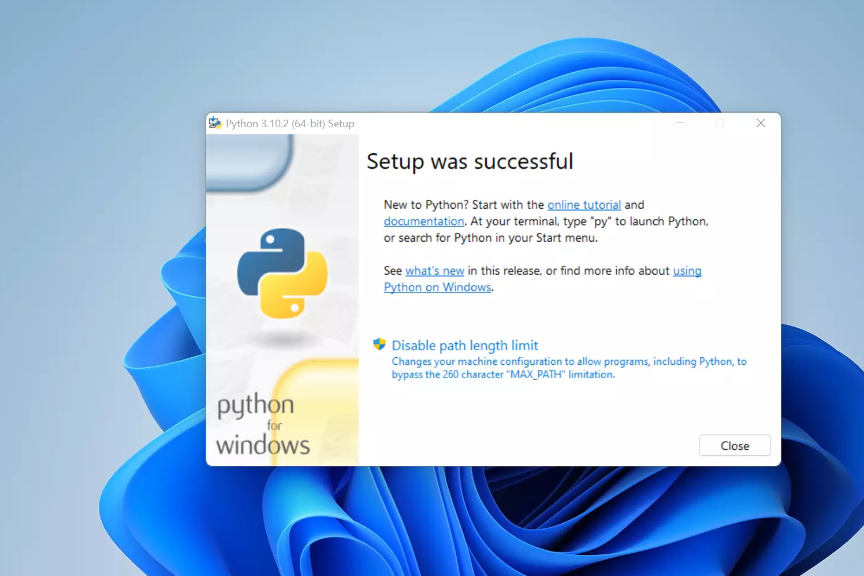 Python 3.10.2 (64-bit) Setup
Setup was successful
New to Python? Start with the online tutorial and
documentation. At your terminal, type "py" to launch Python,
or search for Python in your Start menu.
See what's new in this release, or find more info about using
Python on Windows.
Disable path length limit
Changes your machine configuration to allow programs, including Python, to
bypass the 260 character "MAX_PATH" limitation.
python
for
windows
Close